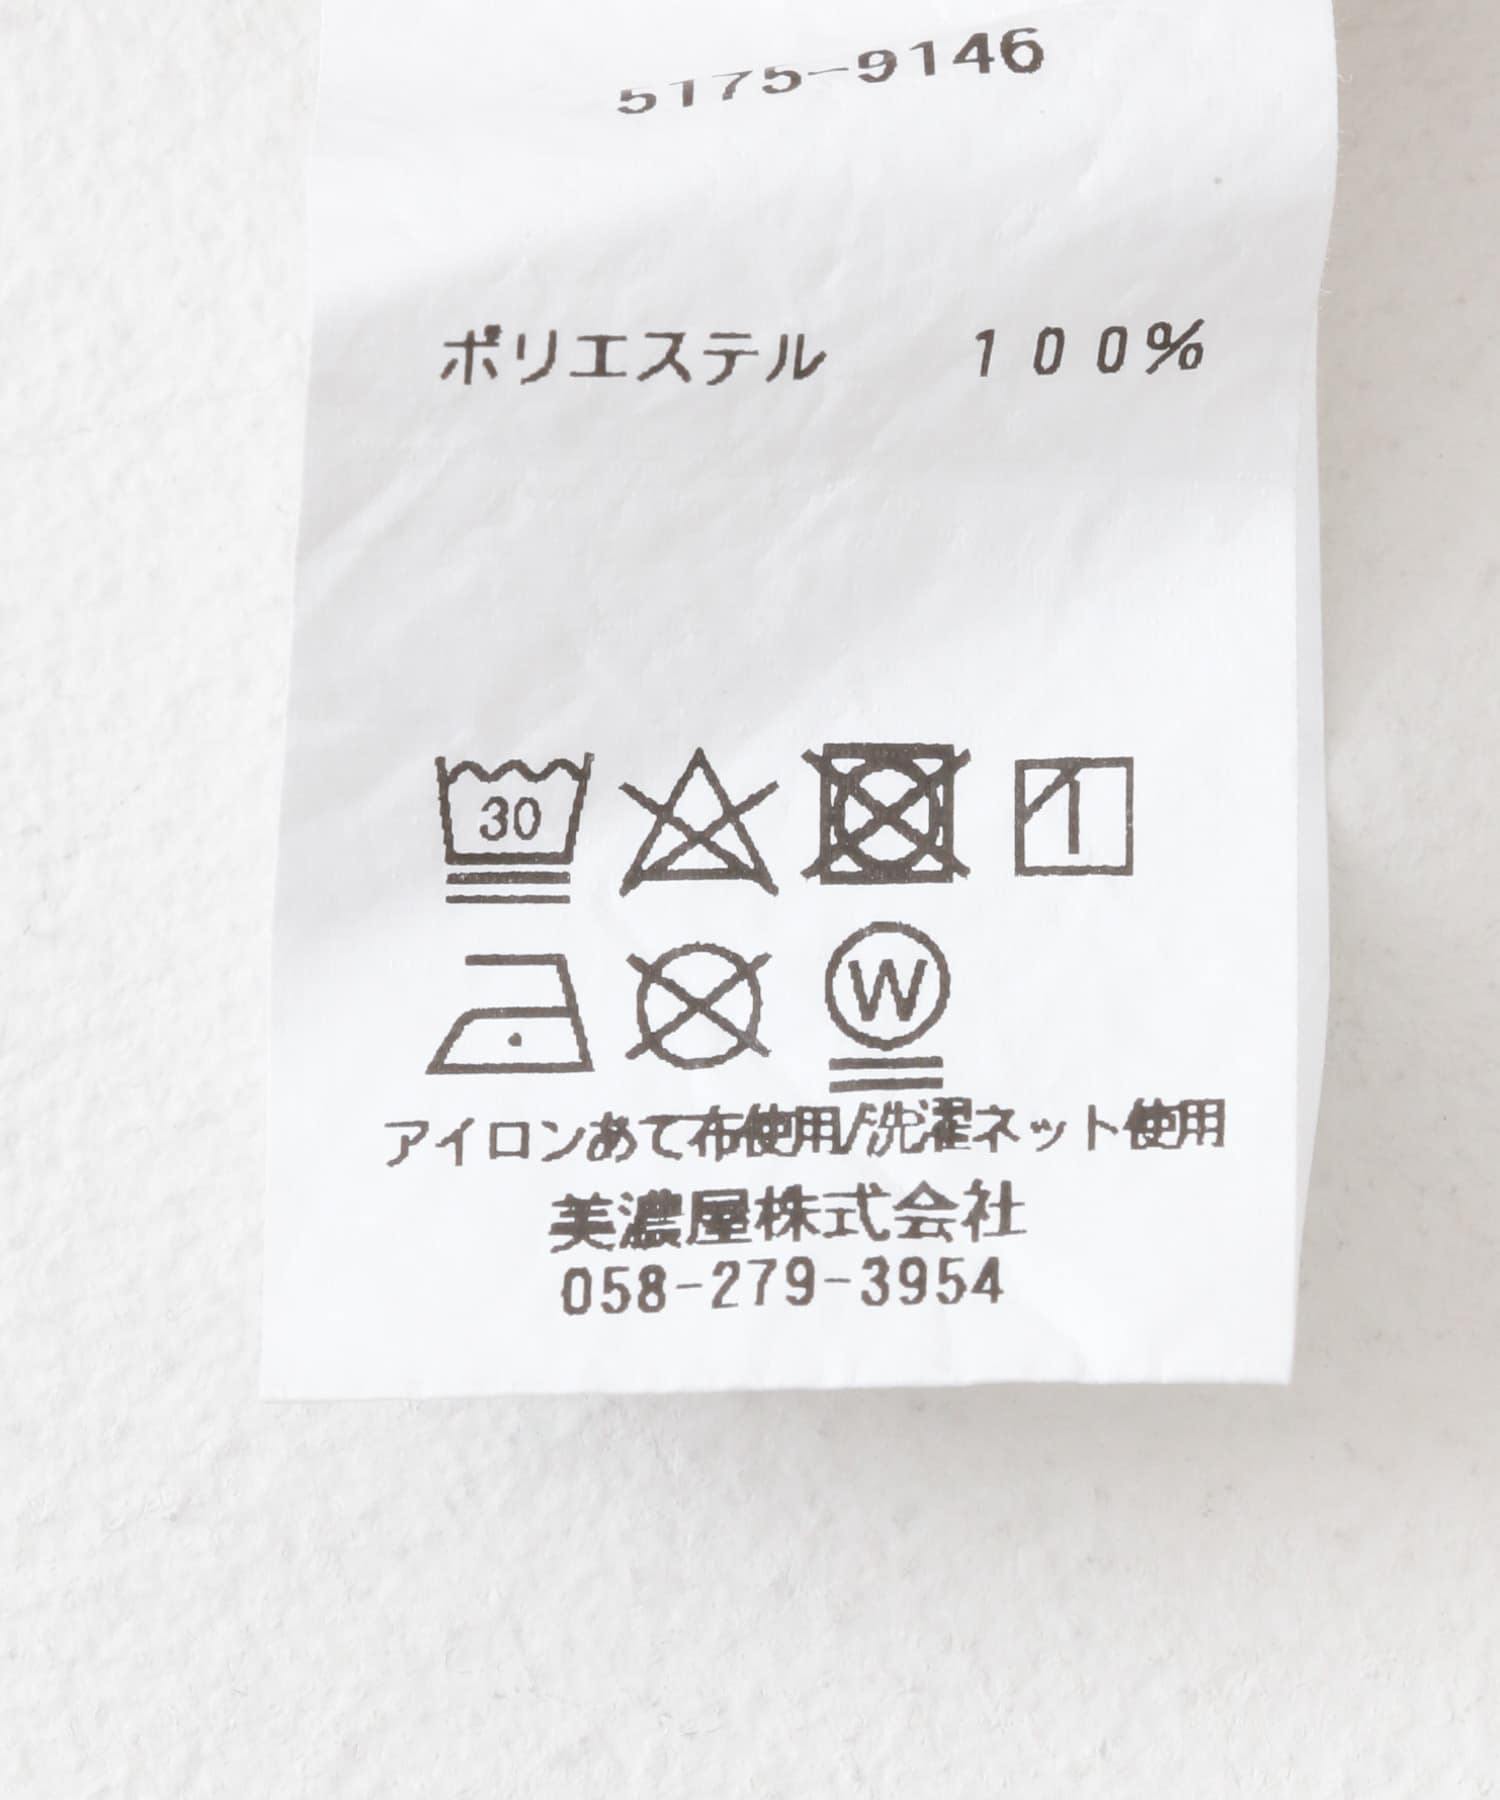 5175-9146
ポリエステル　100%
30
1
W
アイロンあて布使用/洗濯ネット使用
美濃屋株式会社
058-279-3954